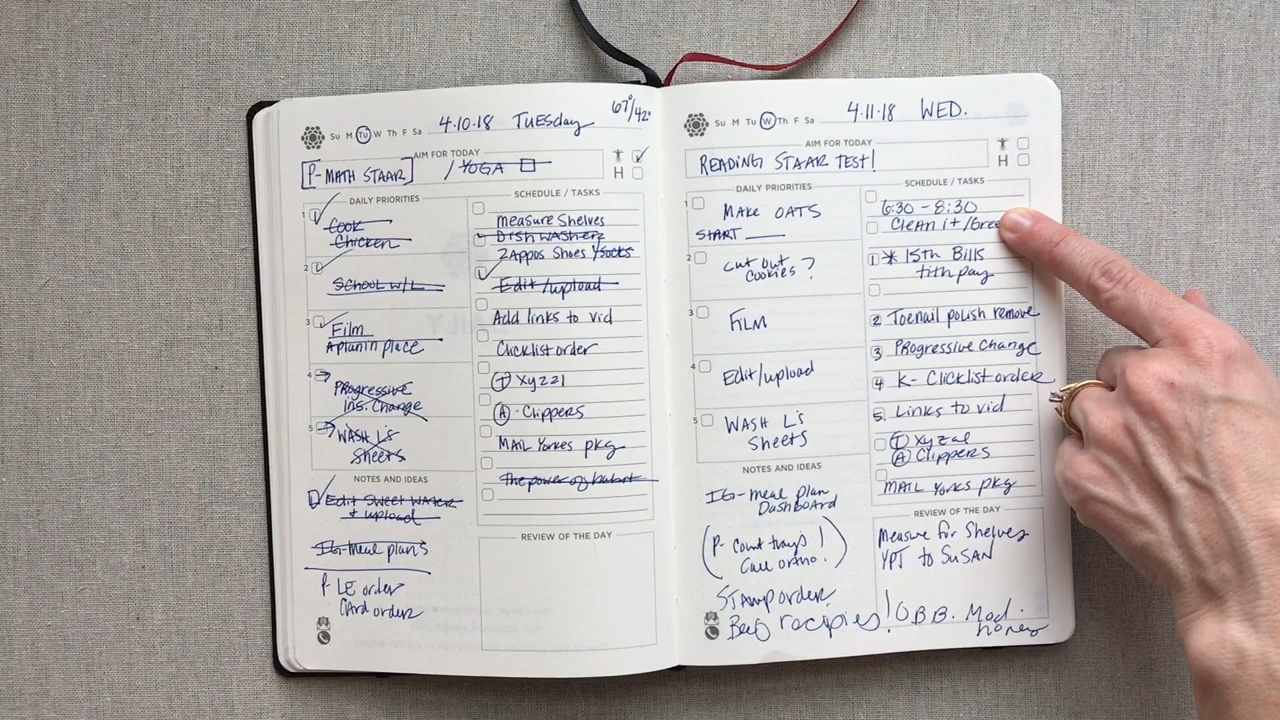 Su M Tu W Th F Sa 4.10.18 TUESday 67°/42°
AIM FOR TODAY
P-MATH STAAR /YOGA
H
DAILY PRIORITIES
1 Cook
Chicken
2 School W/L
3 Film
A plan in place
4 PROgRessive
Ins. Change
5 WASH L's
Sheets
NOTES AND IDEAS
Edit Sweet WATER
+ upload
IG-Meal plans
P-LE order
CARd order
SCHEDULE / TASKS
Measure Shelves
DISH WASHER
Shoes /Socks
Edit /upload
Add links to vid
Clicklist order
(T) Xyzal
(A)-Clippers
MAIL Yorkes pkg
The power of habit
REVIEW OF THE DAY
Su M Tu W Th F Sa 4.11.18 WED.
AIM FOR TODAY
READING STAAR TEST!
H
DAILY PRIORITIES
1 MAKE OATS
START
2 Cut out
Cookies?
3 FILM
4 Edit/upload
5 WASH L's
Sheets
NOTES AND IDEAS
IG-meal plan
DASHBOARD
(P- Count trays!
Call ortho!)
STAMP order
recipies! B.B. Mod.
honey
SCHEDULE / TASKS
6:30 - 8:30
Clean it/
1 * 15th Bills
tith pay
2 Toenail polish remove
3 PROgRessive Change
4 K- Clicklist order
5. Links to vid
(T) Xyzal
(A) Clippers
MAIL Yorks pkg
REVIEW OF THE DAY
Measure for Shelves
YPT to SUSAN